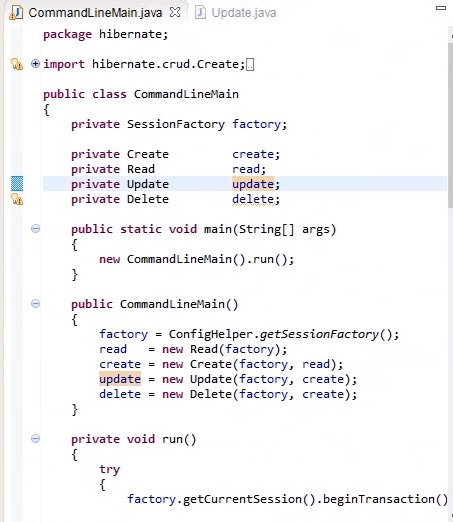 CommandLineMain.java
Update.java
package hibernate;
import hibernate.crud.Create;
public class CommandLineMain
{
private SessionFactory factory;
private Create create;
private Read read;
private Update update;
private Delete delete;
public static void main(String[] args)
{
new CommandLineMain().run();
}
public CommandLineMain()
{
factory = ConfigHelper.getSessionFactory();
read = new Read(factory);
create = new Create(factory, read);
update = new Update(factory, create);
delete = new Delete(factory, create);
}
private void run()
{
try
{
factory.getCurrentSession().beginTransaction()